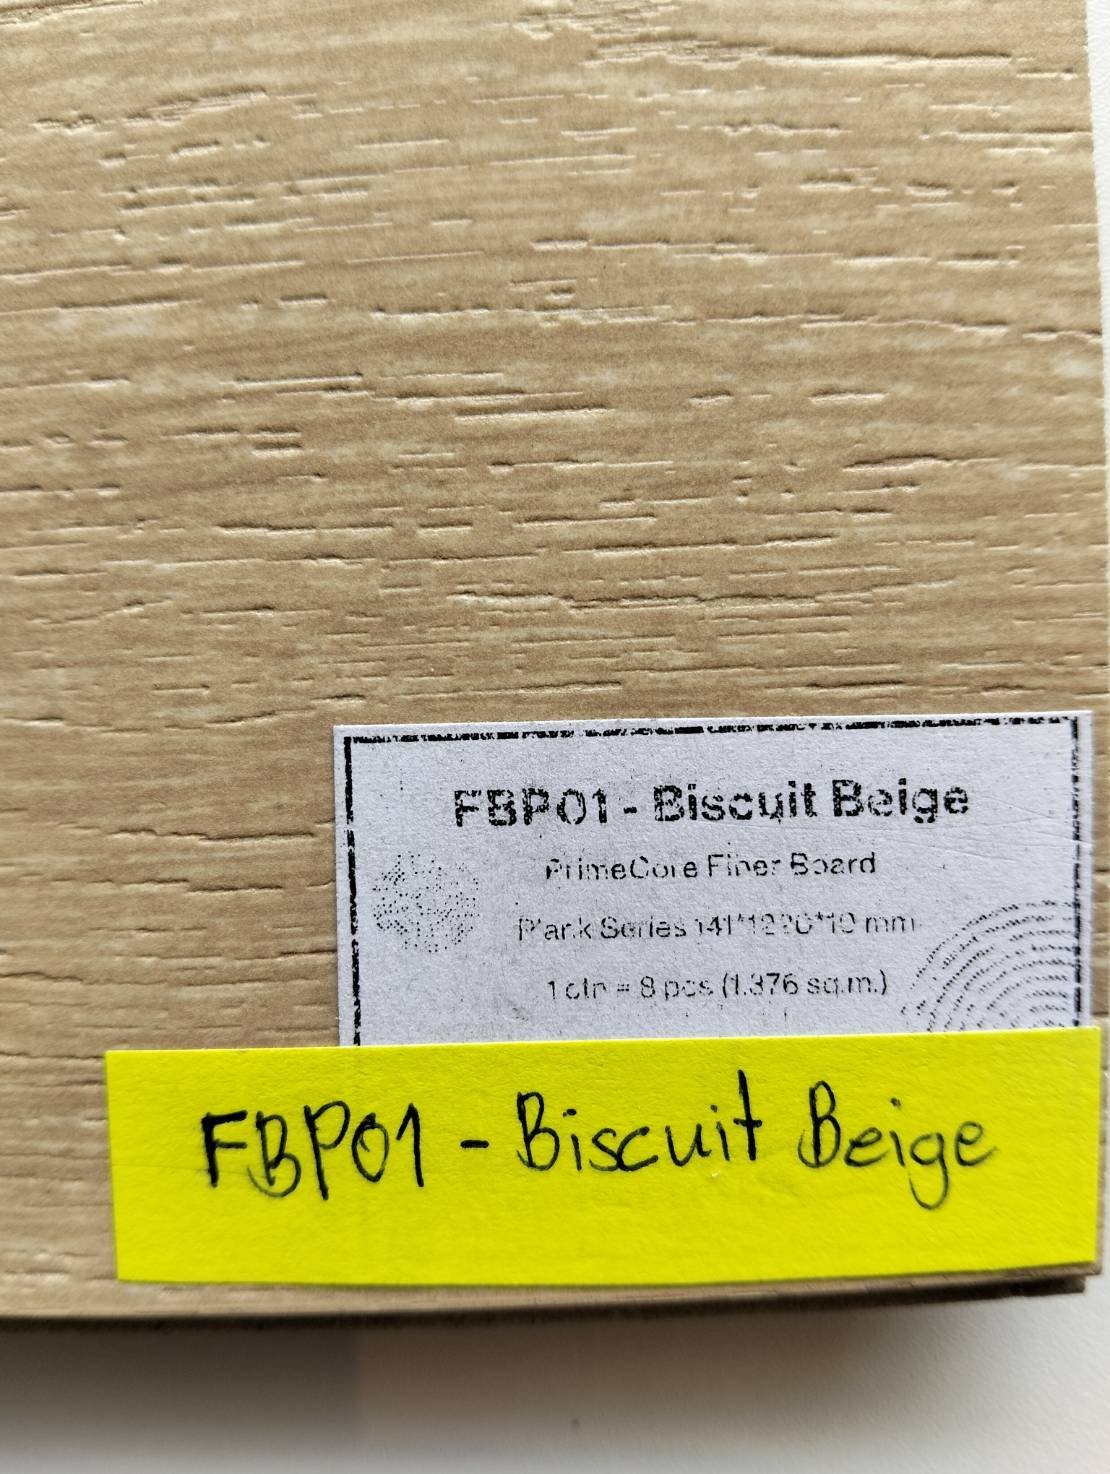 FBP01 - Biscuit Beige
PrimeCore Fiber Board
Plank Series 141*1220*10 mm
1 ctn = 8 pcs (1.376 sq.m.)
FBP01 - Biscuit Beige